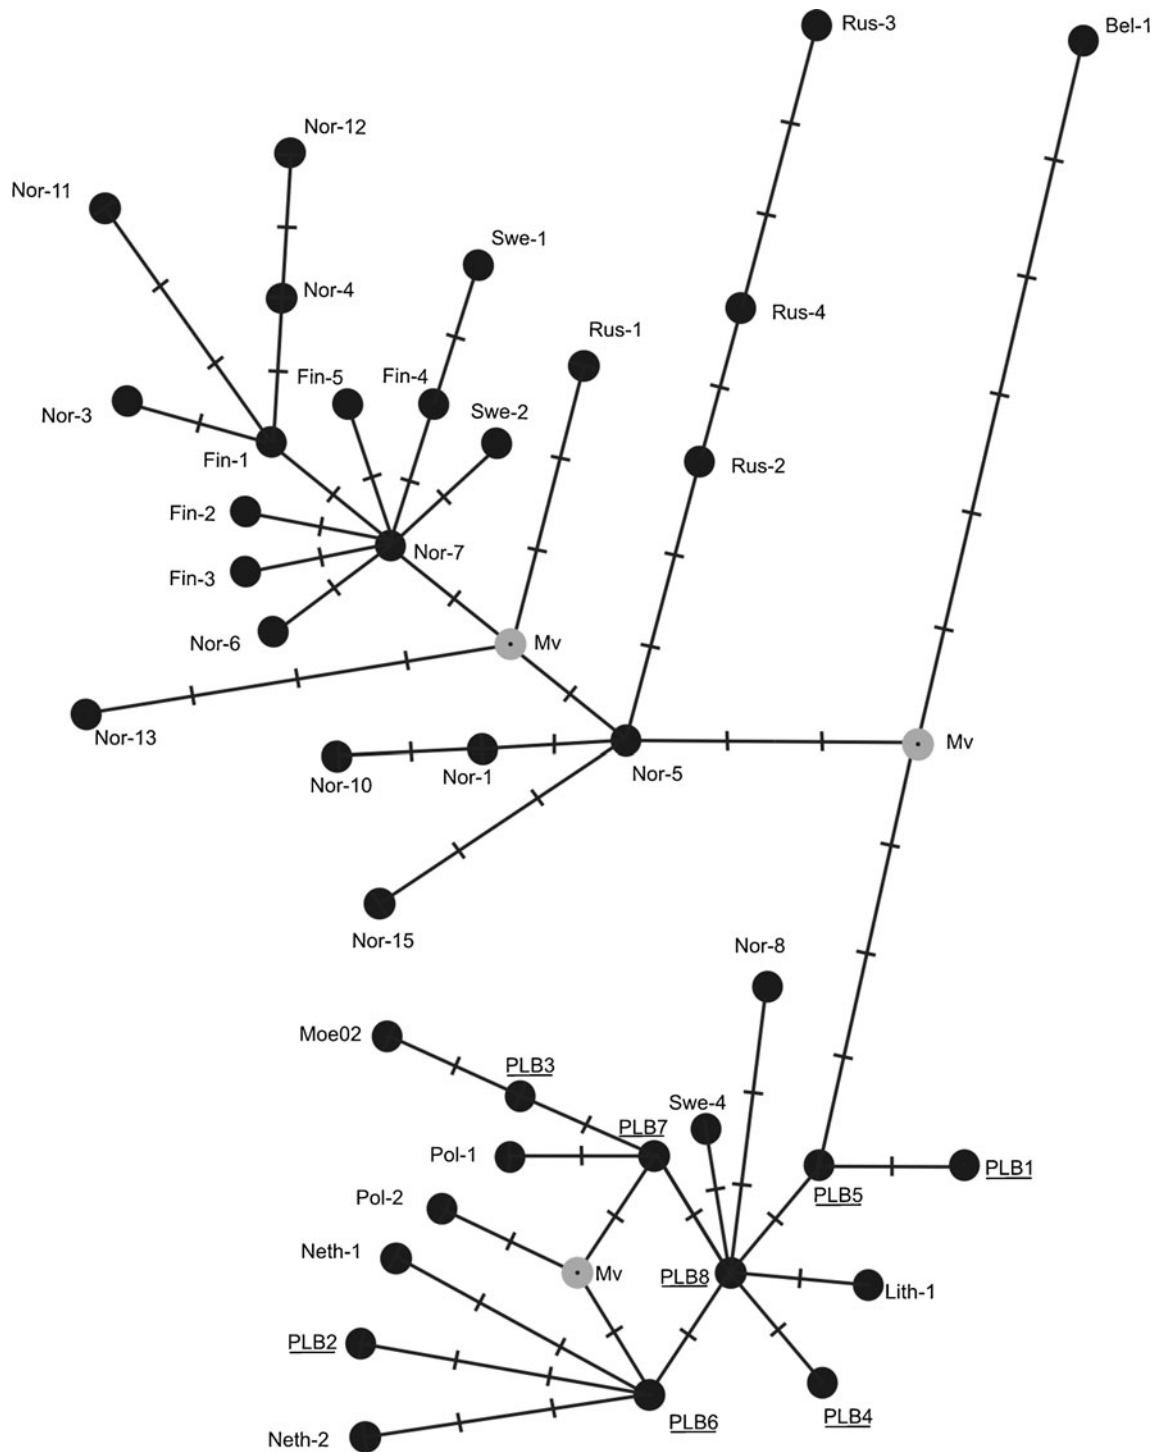 Rus-3
Bel-1
Nor-12
Nor-11
Swe-1
Nor-4
Rus-4
Rus-1
Fin-5
Fin-4
Nor-3
Swe-2
Fin-1
Rus-2
Fin-2
Nor-7
Fin-3
Nor-6
Mv
Nor-13
Mv
Nor-5
Nor-1
Nor-10
Nor-15
Nor-8
Moe02
PLB3
Swe-4
PLB7
Pol-1
PLB1
PLB5
Pol-2
Neth-1
Mv
PLB8
Lith-1
PLB2
PLB6
PLB4
Neth-2